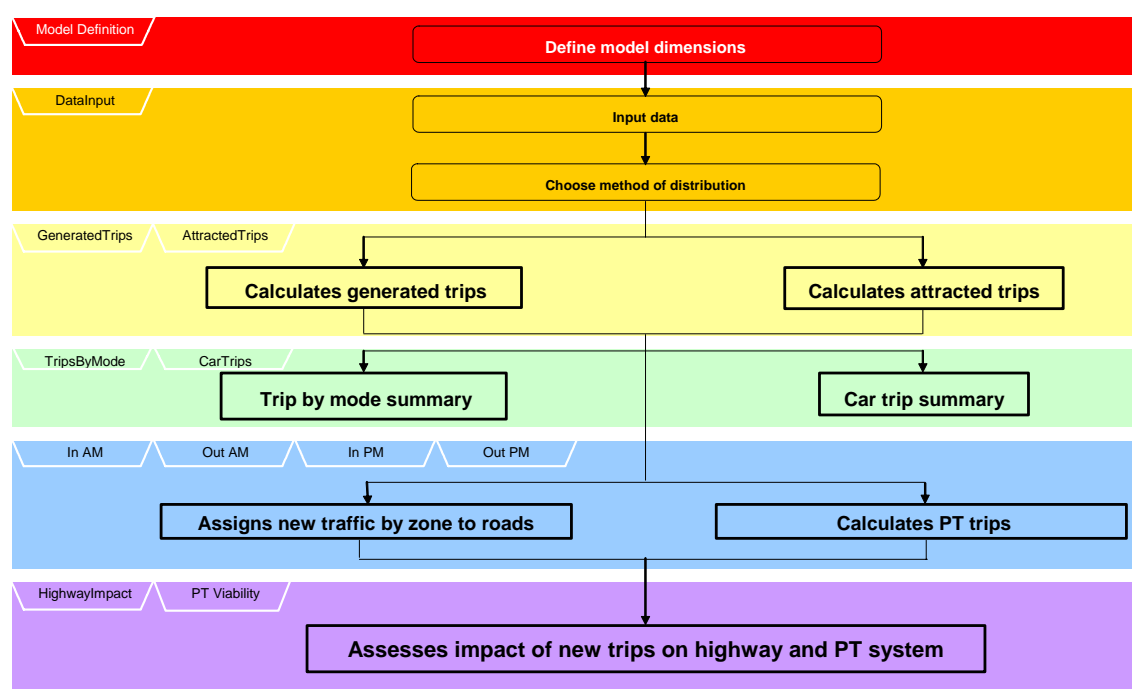 Model Definition
Define model dimensions
DataInput
Input data
Choose method of distribution
GeneratedTrips
AttractedTrips
Calculates generated trips
Calculates attracted trips
TripsByMode
CarTrips
Trip by mode summary
Car trip summary
In AM
Out AM
In PM
Out PM
Assigns new traffic by zone to roads
Calculates PT trips
HighwayImpact
PT Viability
Assesses impact of new trips on highway and PT system